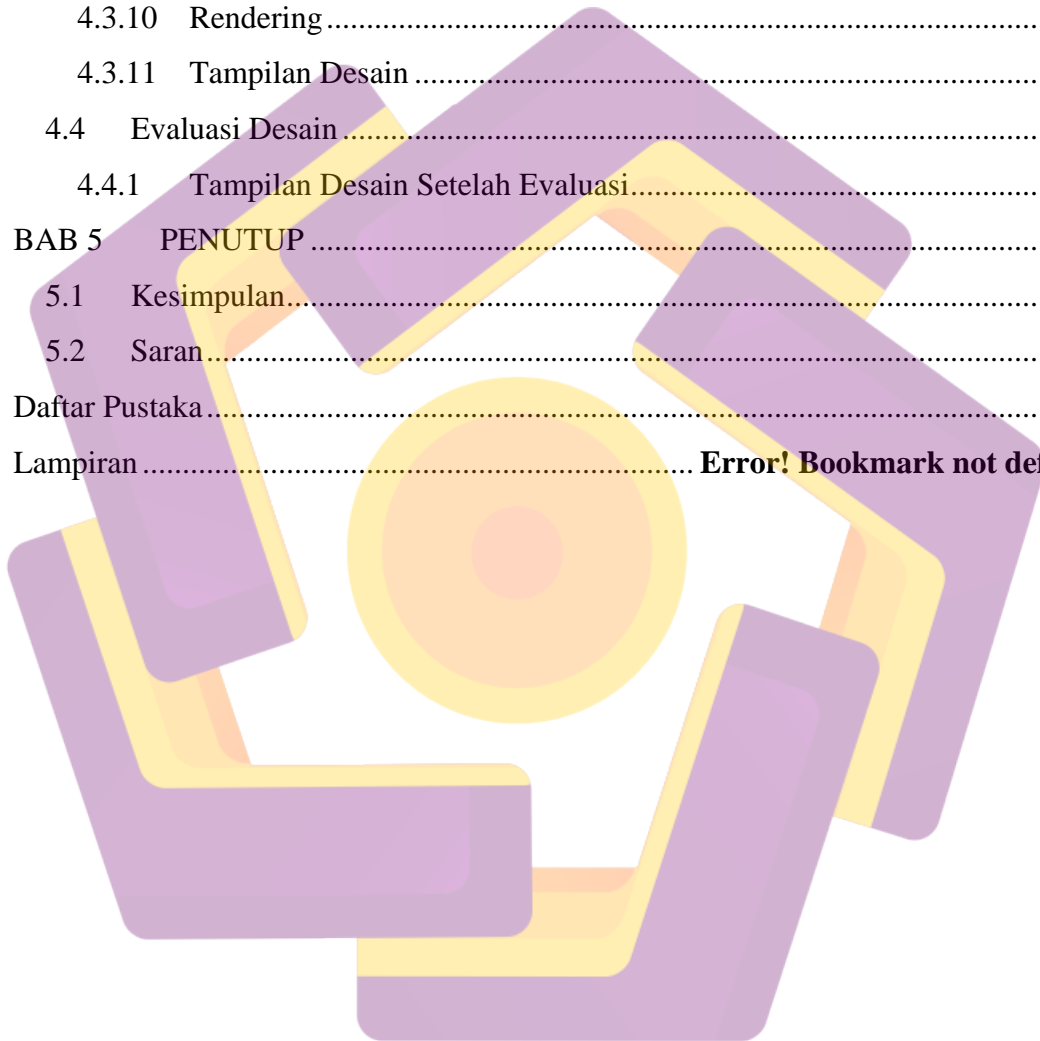 4.3.10 Rendering
4.3.11 Tampilan Desain
4.4 Evaluasi Desain
4.4.1 Tampilan Desain Setelah Evaluasi
BAB 5 PENUTUP
5.1 Kesimpulan
5.2 Saran
Daftar Pustaka
Lampiran Error! Bookmark not def